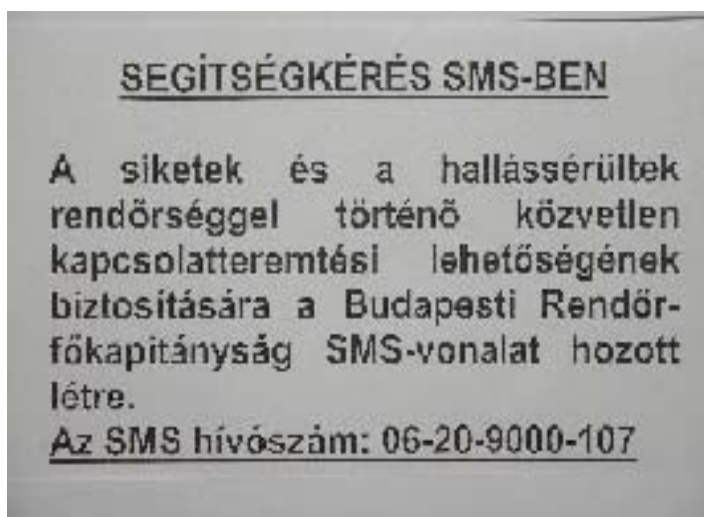 SEGÍTSÉGKÉRÉS SMS-BEN
A siketek és a hallássérültek
rendőrséggel történő közvetlen
kapcsolatteremtési lehetőségének
biztosítására a Budapesti Rendőr-
főkapitányság SMS-vonalat hozott
létre.
Az SMS hívószám: 06-20-9000-107